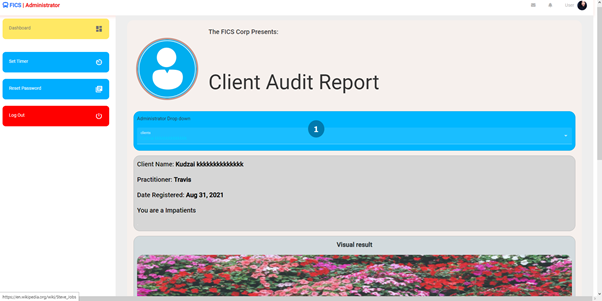 FICS | Administrator
Dashboard
Set Timer
Reset Password
Log Out
The FICS Corp Presents:
Client Audit Report
Administrator Drop-down
1
Client Name: Kudzai kkkkkkkkkkkkk
Practitioner: Travis
Date Registered: Aug 31, 2021
You are a Impatients
Visual result
https://en.wikipedia.org/wiki/Steve_Jobs